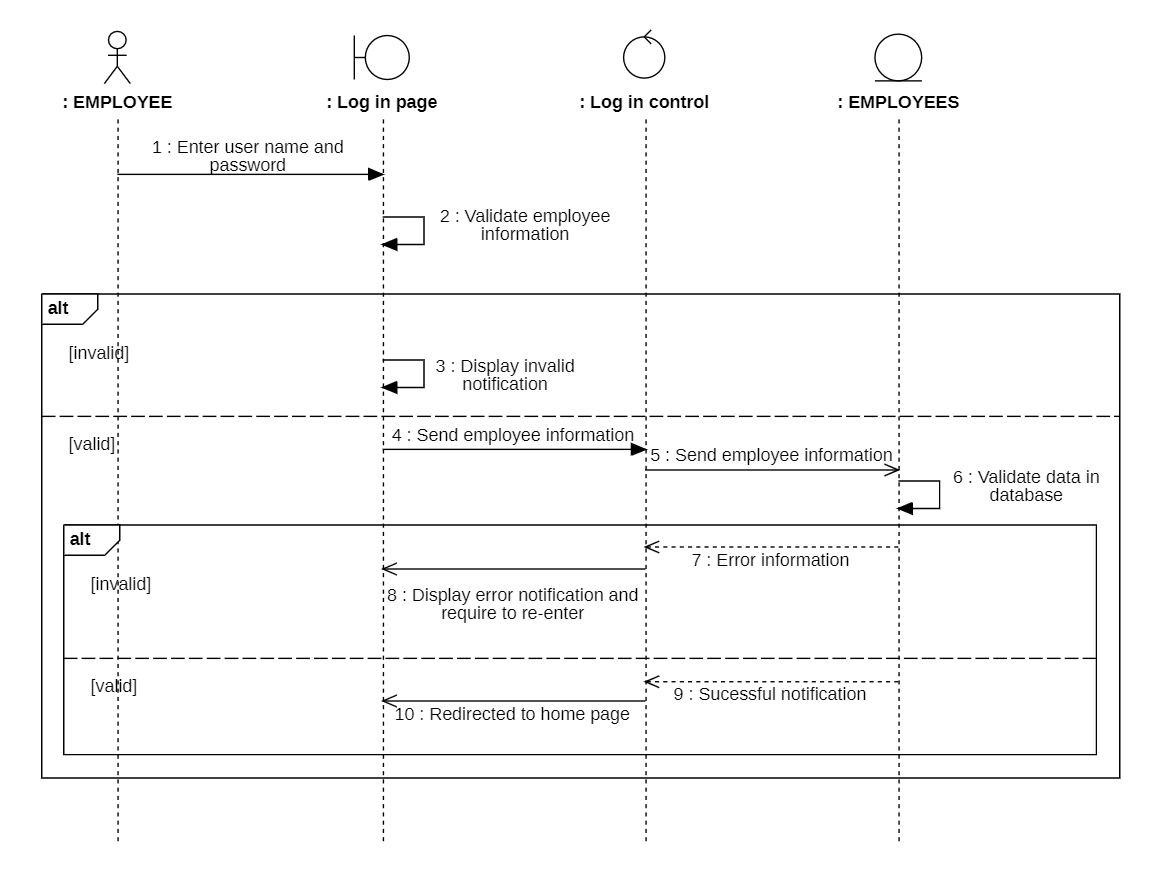 : EMPLOYEE
: Log in page
: Log in control
: EMPLOYEES
1 : Enter user name and
password
2 : Validate employee
information
alt
[invalid]
3 : Display invalid
notification
[valid]
4 : Send employee information
5 : Send employee information
6 : Validate data in
database
alt
7 : Error information
[invalid]
8 : Display error notification and
require to re-enter
[valid]
9 : Sucessful notification
10 : Redirected to home page